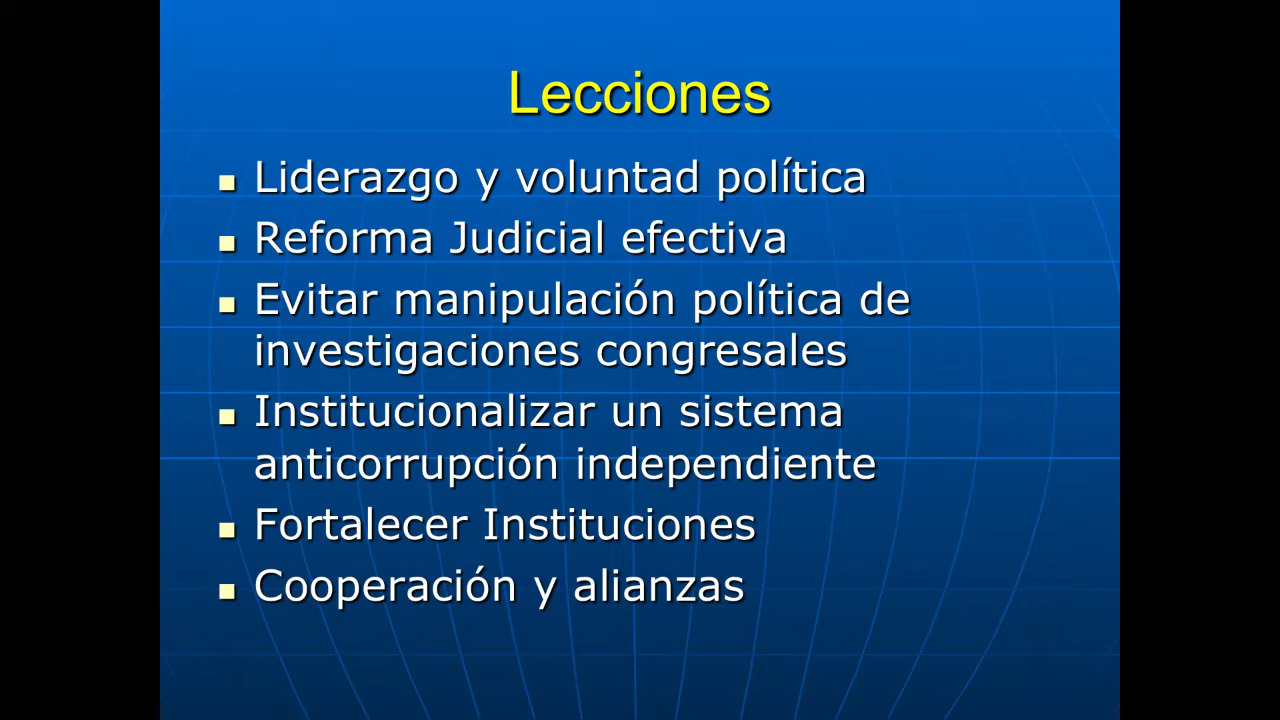 Lecciones
Liderazgo y voluntad política
Reforma Judicial efectiva
Evitar manipulación política de
investigaciones congresales
Institucionalizar un sistema
anticorrupción independiente
Fortalecer Instituciones
Cooperación y alianzas